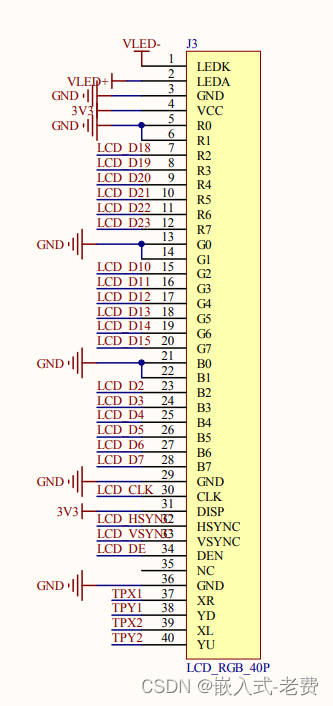 VLED-
J3
1 LEDK
VLED+ 2 LEDA
GND 3 GND
3V3 4 VCC
GND 5 R0
6 R1
LCD_D18 7 R2
LCD_D19 8 R3
LCD_D20 9 R4
LCD_D21 10 R5
LCD_D22 11 R6
LCD_D23 12 R7
GND 13 G0
14 G1
LCD_D10 15 G2
LCD_D11 16 G3
LCD_D12 17 G4
LCD_D13 18 G5
LCD_D14 19 G6
LCD_D15 20 G7
GND 21 B0
22 B1
LCD_D2 23 B2
LCD_D3 24 B3
LCD_D4 25 B4
LCD_D5 26 B5
LCD_D6 27 B6
LCD_D7 28 B7
GND 29 GND
LCD_CLK 30 CLK
3V3 31 DISP
LCD_HSYNC 32 HSYNC
LCD_VSYNC 33 VSYNC
LCD_DE 34 DEN
35 NC
GND 36 GND
TPX1 37 XR
TPY1 38 YD
TPX2 39 XL
TPY2 40 YU
LCD_RGB_40P
CSDN @嵌入式-老费